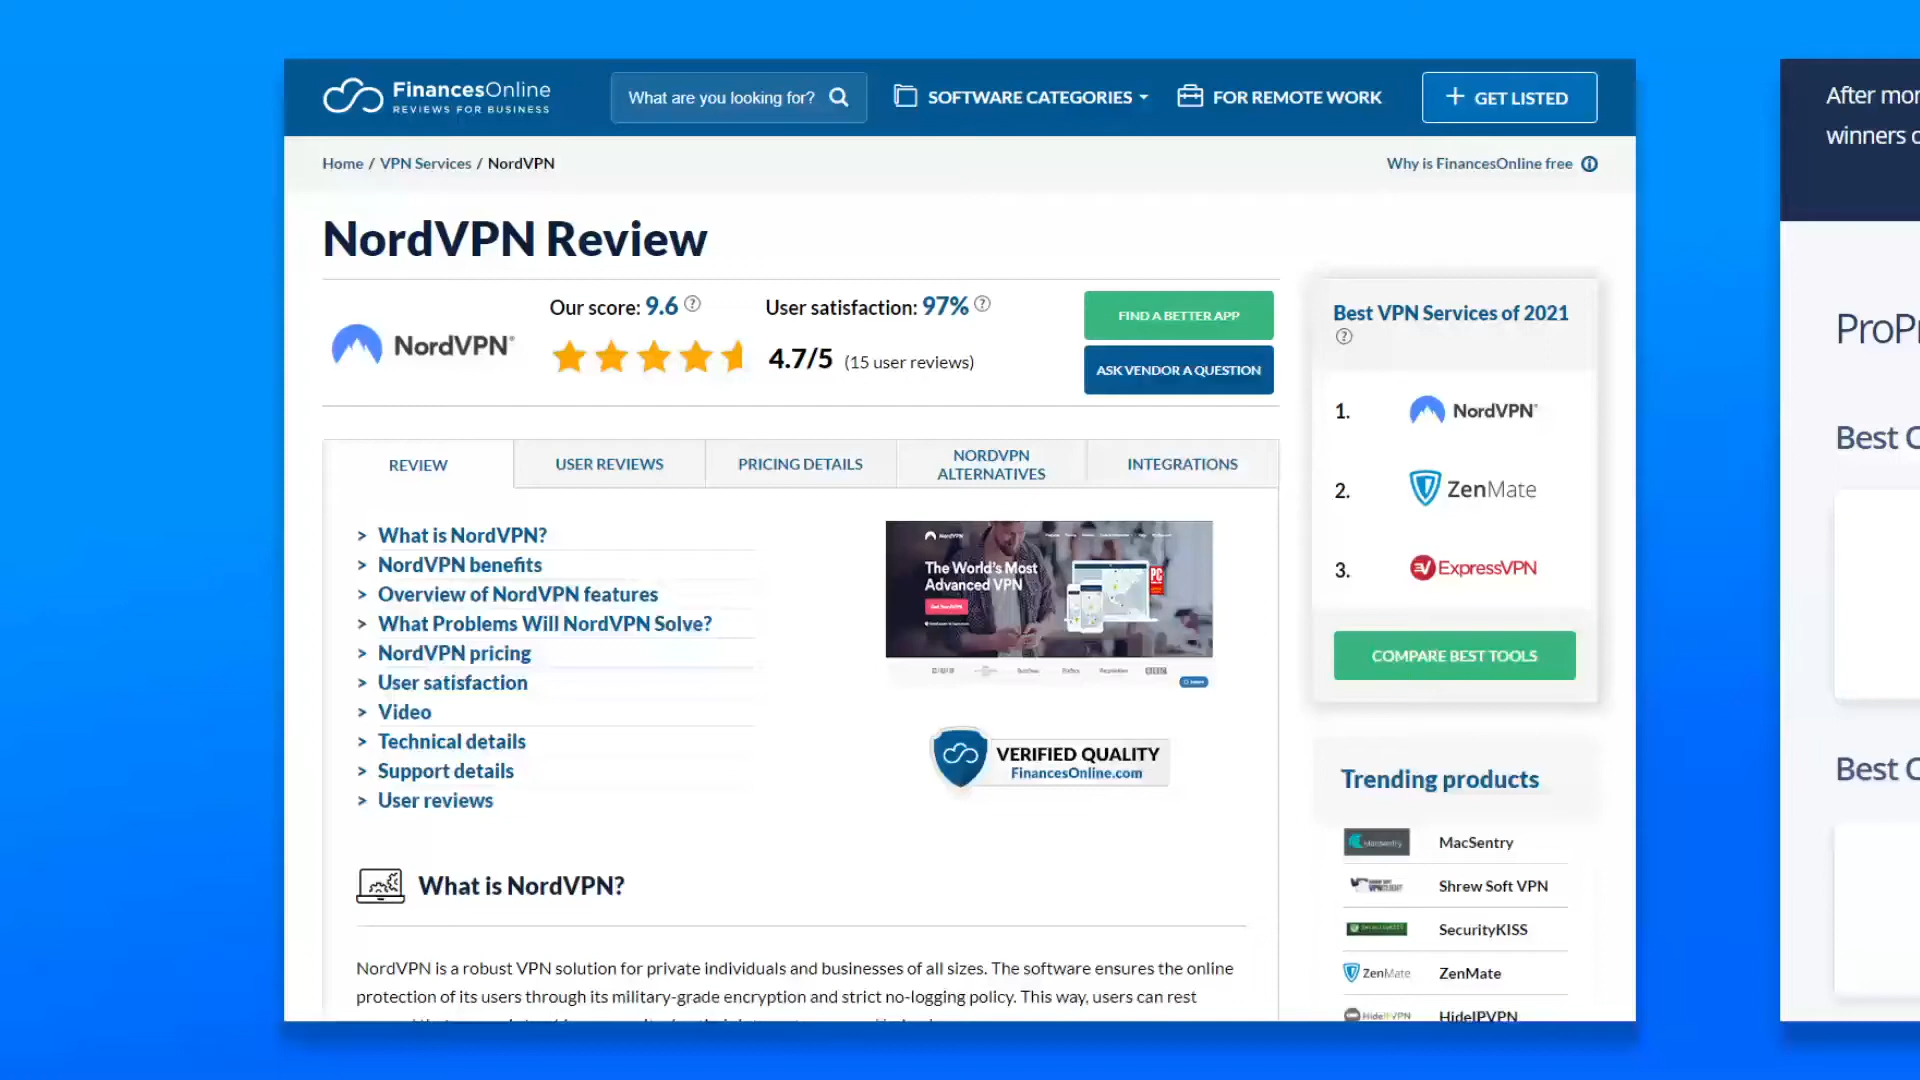 FinancesOnline
REVIEWS FOR BUSINESS
What are you looking for?
SOFTWARE CATEGORIES
FOR REMOTE WORK
+ GET LISTED
Home / VPN Services / NordVPN
Why is FinancesOnline free
NordVPN Review
NordVPN®
Our score: 9.6
User satisfaction: 97%
4.7/5 (15 user reviews)
FIND A BETTER APP
ASK VENDOR A QUESTION
REVIEW
USER REVIEWS
PRICING DETAILS
NORDVPN
ALTERNATIVES
INTEGRATIONS
> What is NordVPN?
> NordVPN benefits
> Overview of NordVPN features
> What Problems Will NordVPN Solve?
> NordVPN pricing
> User satisfaction
> Video
> Technical details
> Support details
> User reviews
NordVPN
The World's Most
Advanced VPN
Get NordVPN
PC
Forbes
BBC
VERIFIED QUALITY
FinancesOnline.com
What is NordVPN?
NordVPN is a robust VPN solution for private individuals and businesses of all sizes. The software ensures the online
protection of its users through its military-grade encryption and strict no-logging policy. This way, users can rest
Best VPN Services of 2021
1. NordVPN®
2. ZenMate
3. ExpressVPN
COMPARE BEST TOOLS
Trending products
MacSentry
Shrew Soft VPN
SecurityKISS
ZenMate ZenMate
HideIPVPN HideIPVPN
After mor
winners o
ProPr
Best C
Best C